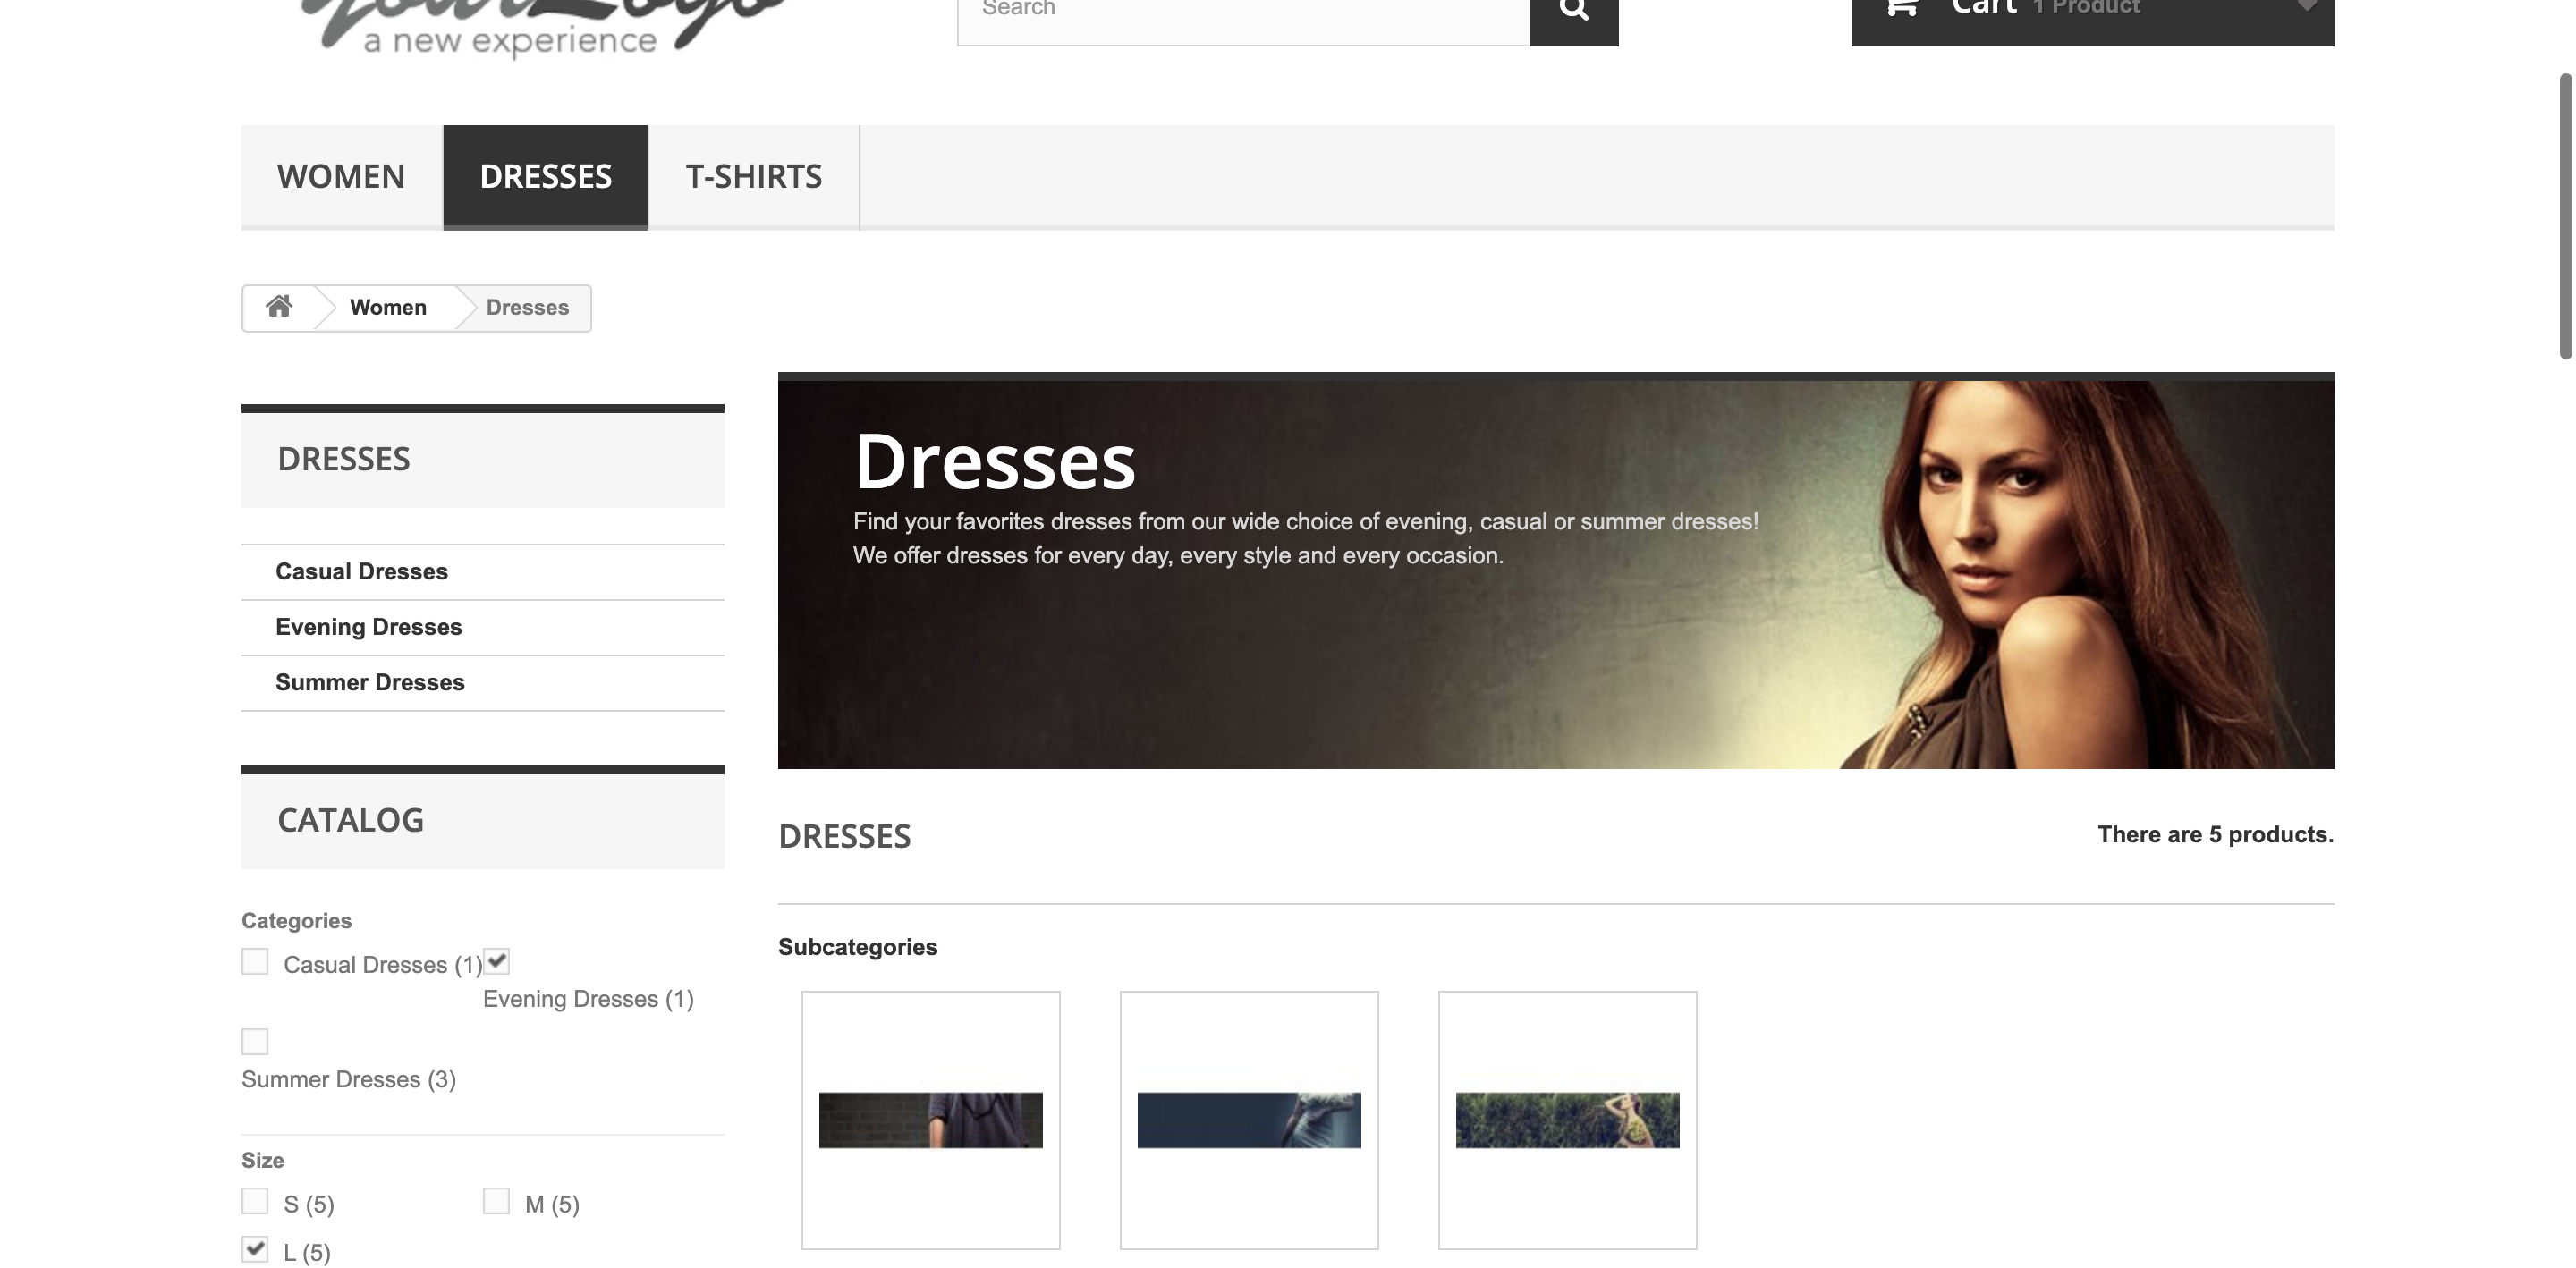 yourLogo
a new experience
Search
Cart 1 Product
WOMEN
DRESSES
T-SHIRTS
Women
Dresses
DRESSES
Casual Dresses
Evening Dresses
Summer Dresses
CATALOG
Categories
Casual Dresses (1)
Evening Dresses (1)
Summer Dresses (3)
Size
S (5)
M (5)
L (5)
Dresses
Find your favorites dresses from our wide choice of evening, casual or summer dresses!
We offer dresses for every day, every style and every occasion.
DRESSES
There are 5 products.
Subcategories